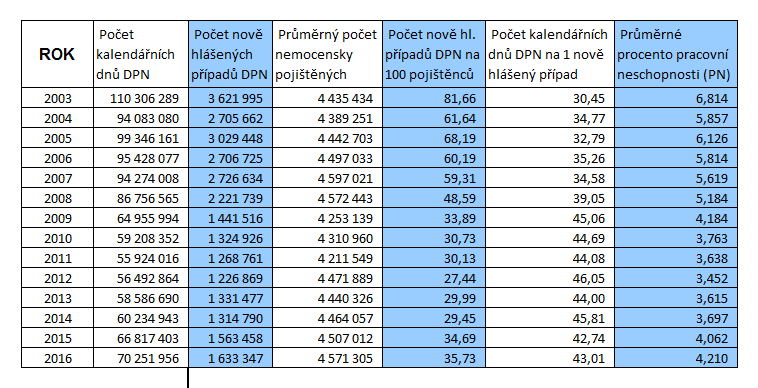 ROK | Počet kalendářních dnů DPN | Počet nově hlášených případů DPN | Průměrný počet nemocensky pojištěných | Počet nově hl. případů DPN na 100 pojištěnců | Počet kalendářních dnů DPN na 1 nově hlášený případ | Průměrné procento pracovní neschopnosti (PN)
2003 | 110 306 289 | 3 621 995 | 4 435 434 | 81,66 | 30,45 | 6,814
2004 | 94 083 080 | 2 705 662 | 4 389 251 | 61,64 | 34,77 | 5,857
2005 | 99 346 161 | 3 029 448 | 4 442 703 | 68,19 | 32,79 | 6,126
2006 | 95 428 077 | 2 706 725 | 4 497 033 | 60,19 | 35,26 | 5,814
2007 | 94 274 008 | 2 726 634 | 4 597 021 | 59,31 | 34,58 | 5,619
2008 | 86 756 565 | 2 221 739 | 4 572 443 | 48,59 | 39,05 | 5,184
2009 | 64 955 994 | 1 441 516 | 4 253 139 | 33,89 | 45,06 | 4,184
2010 | 59 208 352 | 1 324 926 | 4 310 960 | 30,73 | 44,69 | 3,763
2011 | 55 924 016 | 1 268 761 | 4 211 549 | 30,13 | 44,08 | 3,638
2012 | 56 492 864 | 1 226 869 | 4 471 889 | 27,44 | 46,05 | 3,452
2013 | 58 586 690 | 1 331 477 | 4 440 326 | 29,99 | 44,00 | 3,615
2014 | 60 234 943 | 1 314 790 | 4 464 057 | 29,45 | 45,81 | 3,697
2015 | 66 817 403 | 1 563 458 | 4 507 012 | 34,69 | 42,74 | 4,062
2016 | 70 251 956 | 1 633 347 | 4 571 305 | 35,73 | 43,01 | 4,210